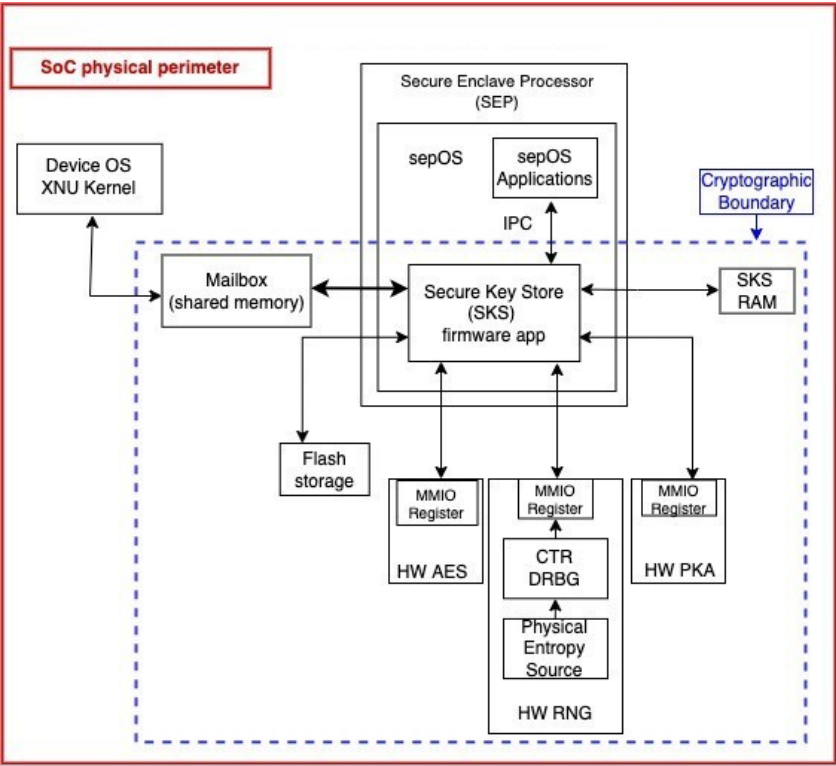 SoC physical perimeter
Secure Enclave Processor
(SEP)
Device OS
XNU Kernel
sepOS
sepOS
Applications
IPC
Cryptographic
Boundary
Mailbox
(shared memory)
Secure Key Store
(SKS)
firmware app
SKS
RAM
Flash
storage
MMIO
Register
HW AES
MMIO
Register
CTR
DRBG
Physical
Entropy
Source
HW RNG
MMIO
Register
HW PKA